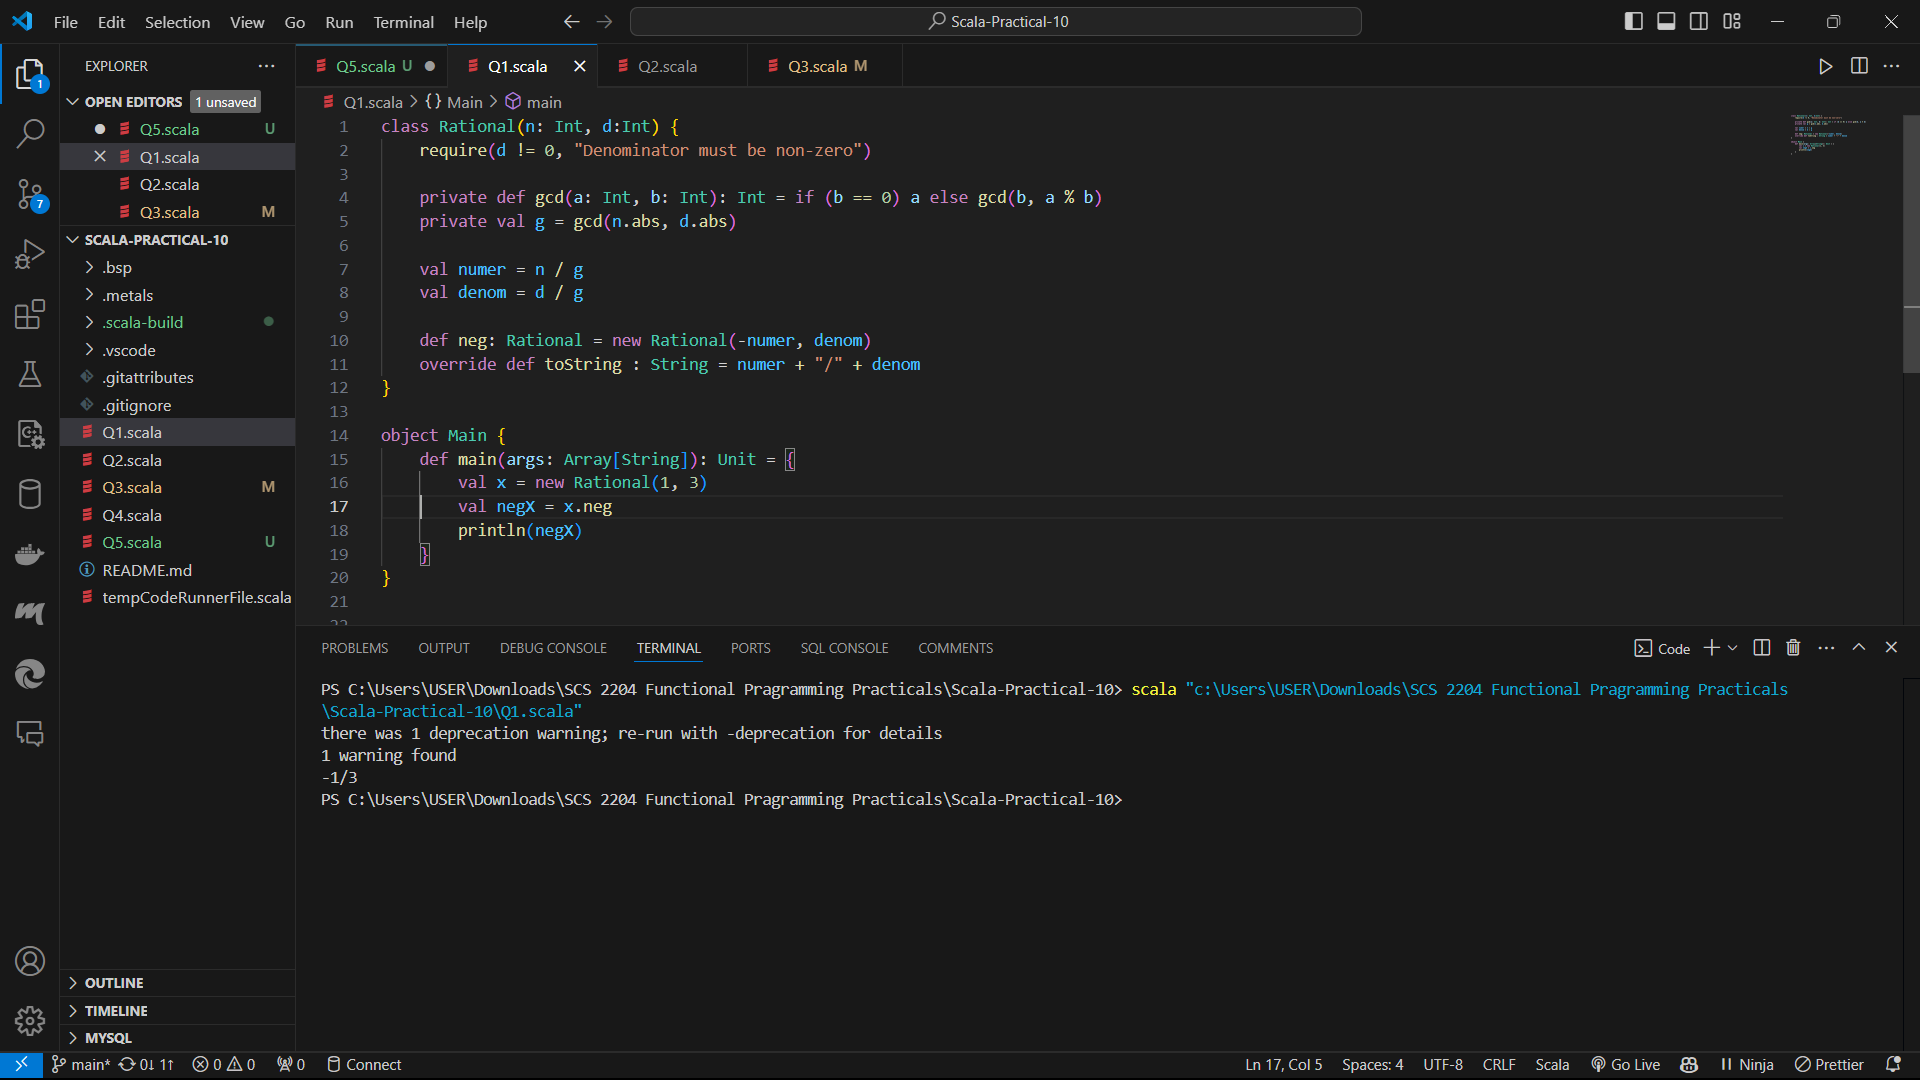 File Edit Selection View Go Run Terminal Help
Scala-Practical-10
EXPLORER
OPEN EDITORS 1 unsaved
Q5.scala U
Q1.scala
Q2.scala
Q3.scala M
SCALA-PRACTICAL-10
.bsp
.metals
.scala-build
.vscode
.gitattributes
.gitignore
Q1.scala
Q2.scala
Q3.scala M
Q4.scala
Q5.scala U
README.md
tempCodeRunnerFile.scala
OUTLINE
TIMELINE
MYSQL
1
7
Q5.scala U
Q1.scala
Q2.scala
Q3.scala M
Q1.scala > {} Main > main
1 class Rational(n: Int, d:Int) {
2 require(d != 0, "Denominator must be non-zero")
3
4 private def gcd(a: Int, b: Int): Int = if (b == 0) a else gcd(b, a % b)
5 private val g = gcd(n.abs, d.abs)
6
7 val numer = n / g
8 val denom = d / g
9
10 def neg: Rational = new Rational(-numer, denom)
11 override def toString : String = numer + "/" + denom
12 }
13
14 object Main {
15 def main(args: Array[String]): Unit = {
16 val x = new Rational(1, 3)
17 val negX = x.neg
18 println(negX)
19 }
20 }
21
22
PROBLEMS OUTPUT DEBUG CONSOLE TERMINAL PORTS SQL CONSOLE COMMENTS
Code
PS C:\Users\USER\Downloads\SCS 2204 Functional Pragramming Practicals\Scala-Practical-10> scala "c:\Users\USER\Downloads\SCS 2204 Functional Pragramming Practicals
\Scala-Practical-10\Q1.scala"
there was 1 deprecation warning; re-run with -deprecation for details
1 warning found
-1/3
PS C:\Users\USER\Downloads\SCS 2204 Functional Pragramming Practicals\Scala-Practical-10>
main* 0↓ 1↑ 0 0 0 Connect
Ln 17, Col 5 Spaces: 4 UTF-8 CRLF Scala Go Live Ninja Prettier